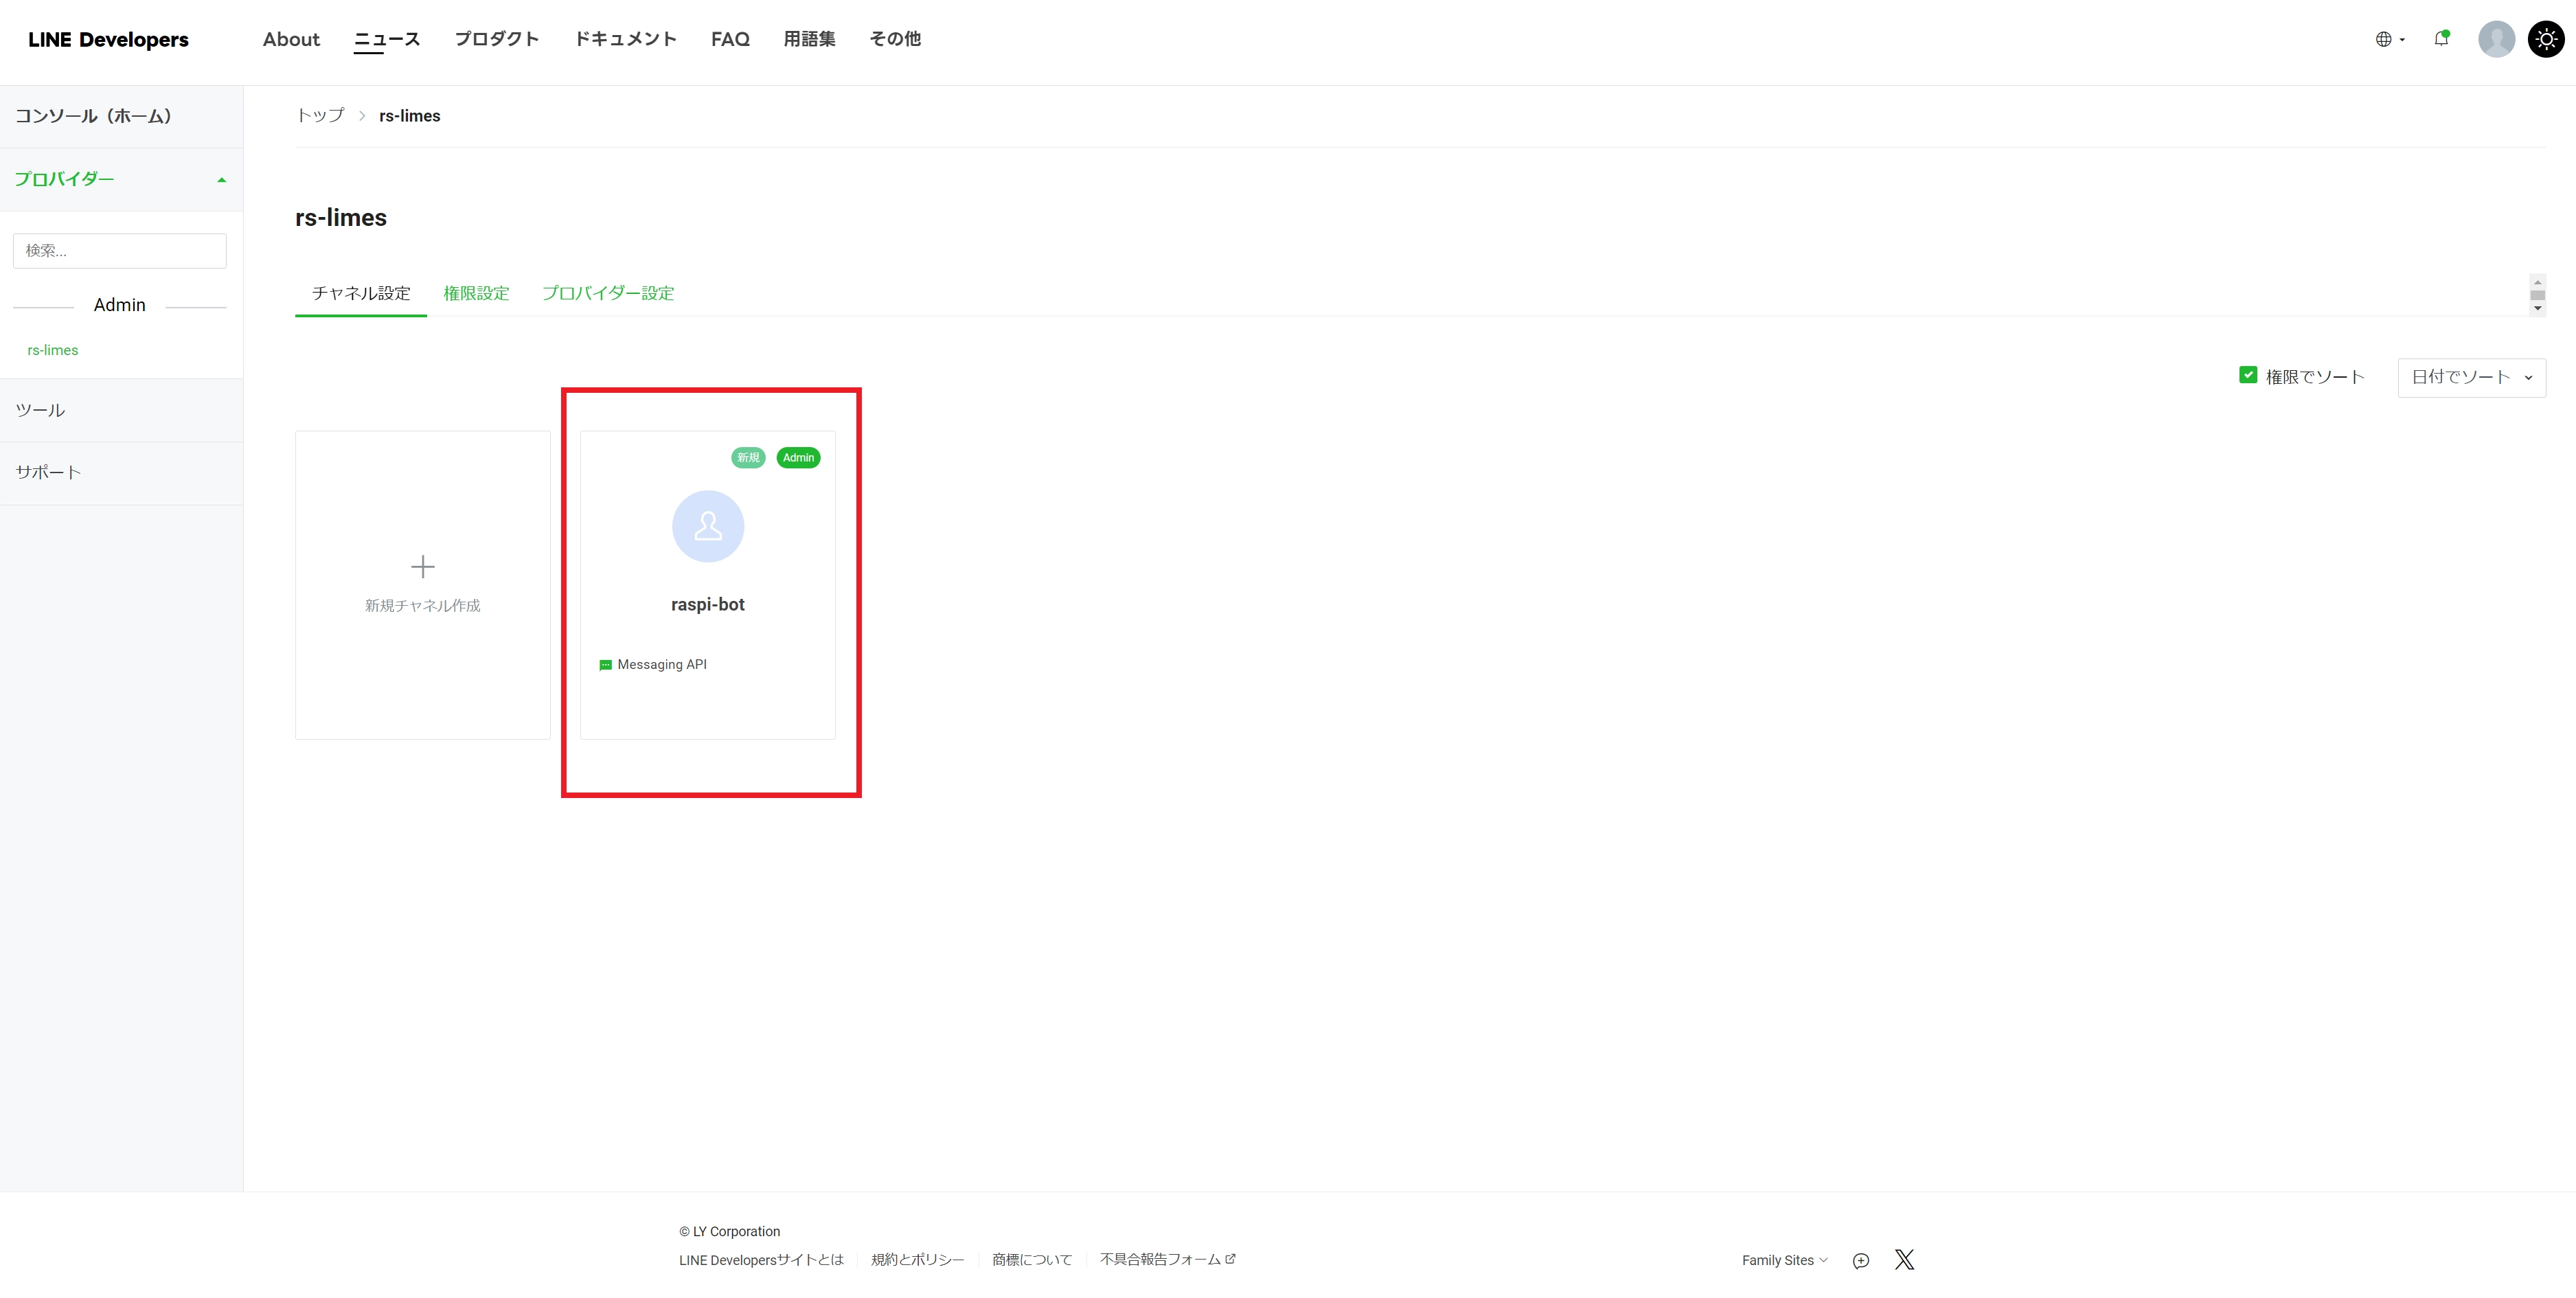 LINE Developers About ニュース プロダクト ドキュメント FAQ 用語集 その他
コンソール（ホーム）
プロバイダー
検索...
Admin
rs-limes
ツール
サポート
トップ rs-limes
rs-limes
チャネル設定 権限設定 プロバイダー設定
権限でソート 日付でソート
新規チャネル作成
新規 Admin
raspi-bot
Messaging API
© LY Corporation
LINE Developersサイトとは 規約とポリシー 商標について 不具合報告フォーム Family Sites